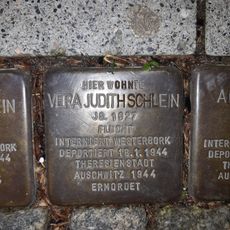 HIER WOHNTE
VERA JUDITH SCHLEIN
JG. 1927
FLUCHT
INTERNIERT WESTERBORK
DEPORTIERT 18.1.1944
THERESIENSTADT
AUSCHWITZ 1944
ERMORDET